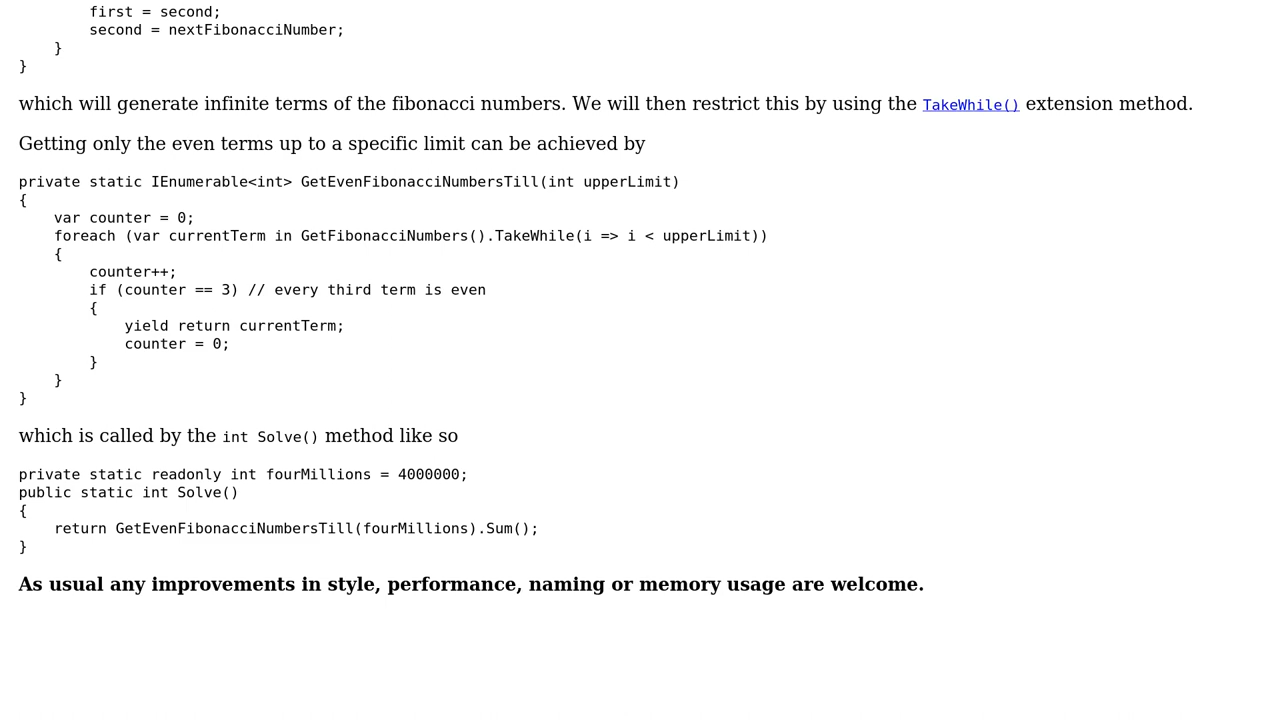 first = second;
        second = nextFibonacciNumber;
    }
}
which will generate infinite terms of the fibonacci numbers. We will then restrict this by using the TakeWhile() extension method.
Getting only the even terms up to a specific limit can be achieved by
private static IEnumerable<int> GetEvenFibonacciNumbersTill(int upperLimit)
{
    var counter = 0;
    foreach (var currentTerm in GetFibonacciNumbers().TakeWhile(i => i < upperLimit))
    {
        counter++;
        if (counter == 3) // every third term is even
        {
            yield return currentTerm;
            counter = 0;
        }
    }
}
which is called by the int Solve() method like so
private static readonly int fourMillions = 4000000;
public static int Solve()
{
    return GetEvenFibonacciNumbersTill(fourMillions).Sum();
}
As usual any improvements in style, performance, naming or memory usage are welcome.